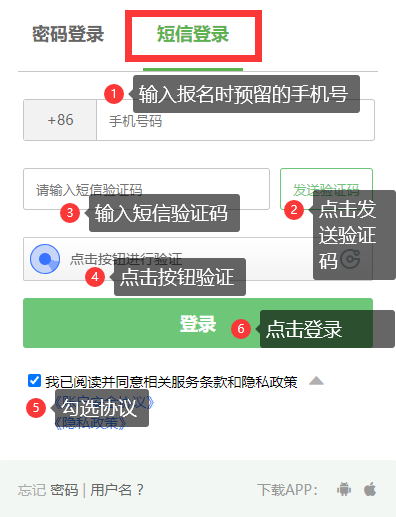 密码登录 短信登录
1 输入报名时预留的手机号
+86 手机号码
请输入短信验证码 发送验证码
3 输入短信验证码
2 点击发
送验证
码
点击按钮进行验证
4 点击按钮验证
登录
6 点击登录
我已阅读并同意相关服务条款和隐私政策
5 勾选协议
《隐私政策》
忘记 密码 | 用户名 ? 下载APP: